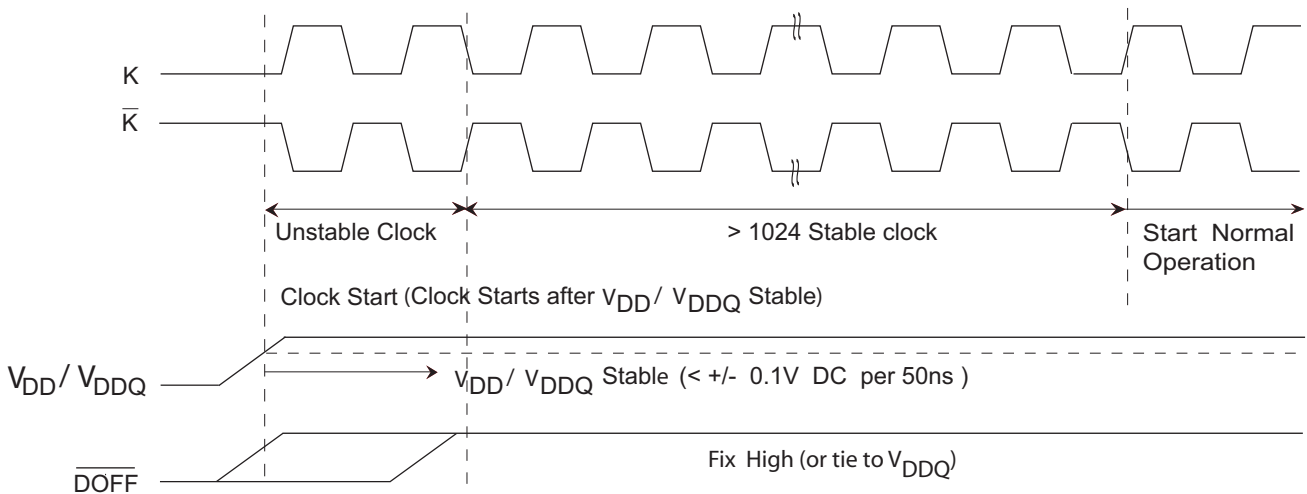 K
K
Unstable Clock
> 1024 Stable clock
Start Normal
Operation
Clock Start (Clock Starts after VDD / VDDQ Stable)
VDD / VDDQ
VDD / VDDQ Stable (< +/- 0.1V DC per 50ns )
DOFF
Fix High (or tie to VDDQ)